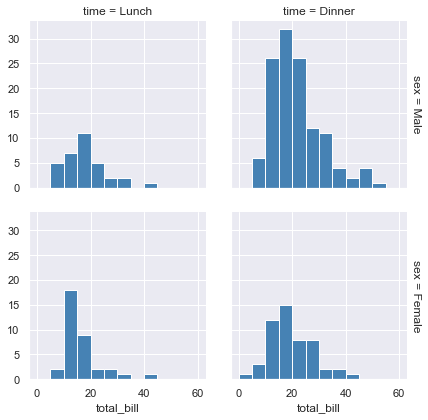 time = Lunch
time = Dinner
30
25
20
15
10
5
0
sex = Male
30
25
20
15
10
5
0
sex = Female
0 20 40 60
0 20 40 60
total_bill
total_bill